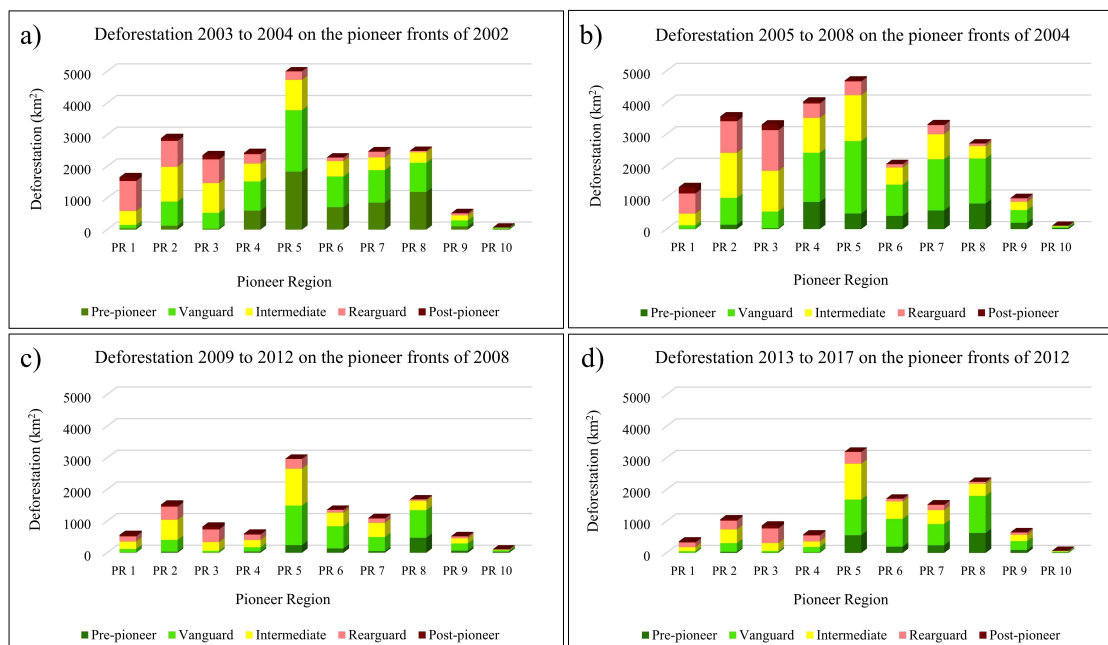 a)
Deforestation 2003 to 2004 on the pioneer fronts of 2002
Deforestation (km²)
5000
4000
3000
2000
1000
0
PR 1 PR 2 PR 3 PR 4 PR 5 PR 6 PR 7 PR 8 PR 9 PR 10
Pioneer Region
Pre-pioneer Vanguard Intermediate Rearguard Post-pioneer
b)
Deforestation 2005 to 2008 on the pioneer fronts of 2004
Deforestation (km²)
5000
4000
3000
2000
1000
0
PR 1 PR 2 PR 3 PR 4 PR 5 PR 6 PR 7 PR 8 PR 9 PR 10
Pioneer Region
Pre-pioneer Vanguard Intermediate Rearguard Post-pioneer
c)
Deforestation 2009 to 2012 on the pioneer fronts of 2008
Deforestation (km²)
5000
4000
3000
2000
1000
0
PR 1 PR 2 PR 3 PR 4 PR 5 PR 6 PR 7 PR 8 PR 9 PR 10
Pioneer Region
Pre-pioneer Vanguard Intermediate Rearguard Post-pioneer
d)
Deforestation 2013 to 2017 on the pioneer fronts of 2012
Deforestation (km²)
5000
4000
3000
2000
1000
0
PR 1 PR 2 PR 3 PR 4 PR 5 PR 6 PR 7 PR 8 PR 9 PR 10
Pioneer Region
Pre-pioneer Vanguard Intermediate Rearguard Post-pioneer